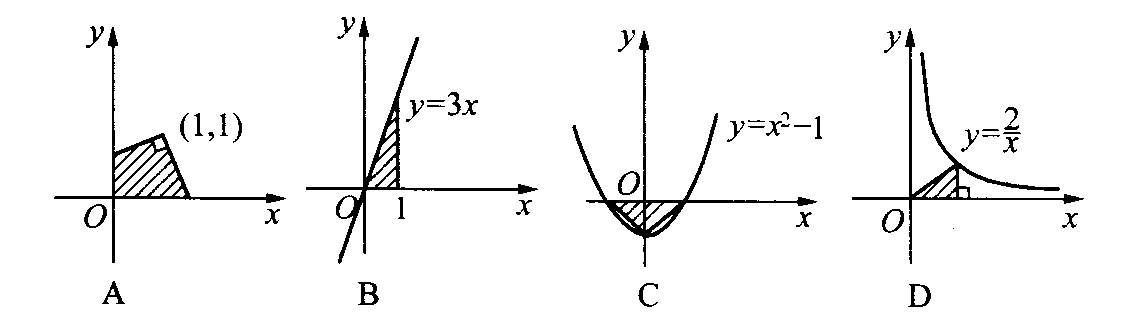 y
(1,1)
O
x
A
y
y=3x
O
1
x
B
y
y=x²−1
O
x
C
y
y=2/x
O
x
D